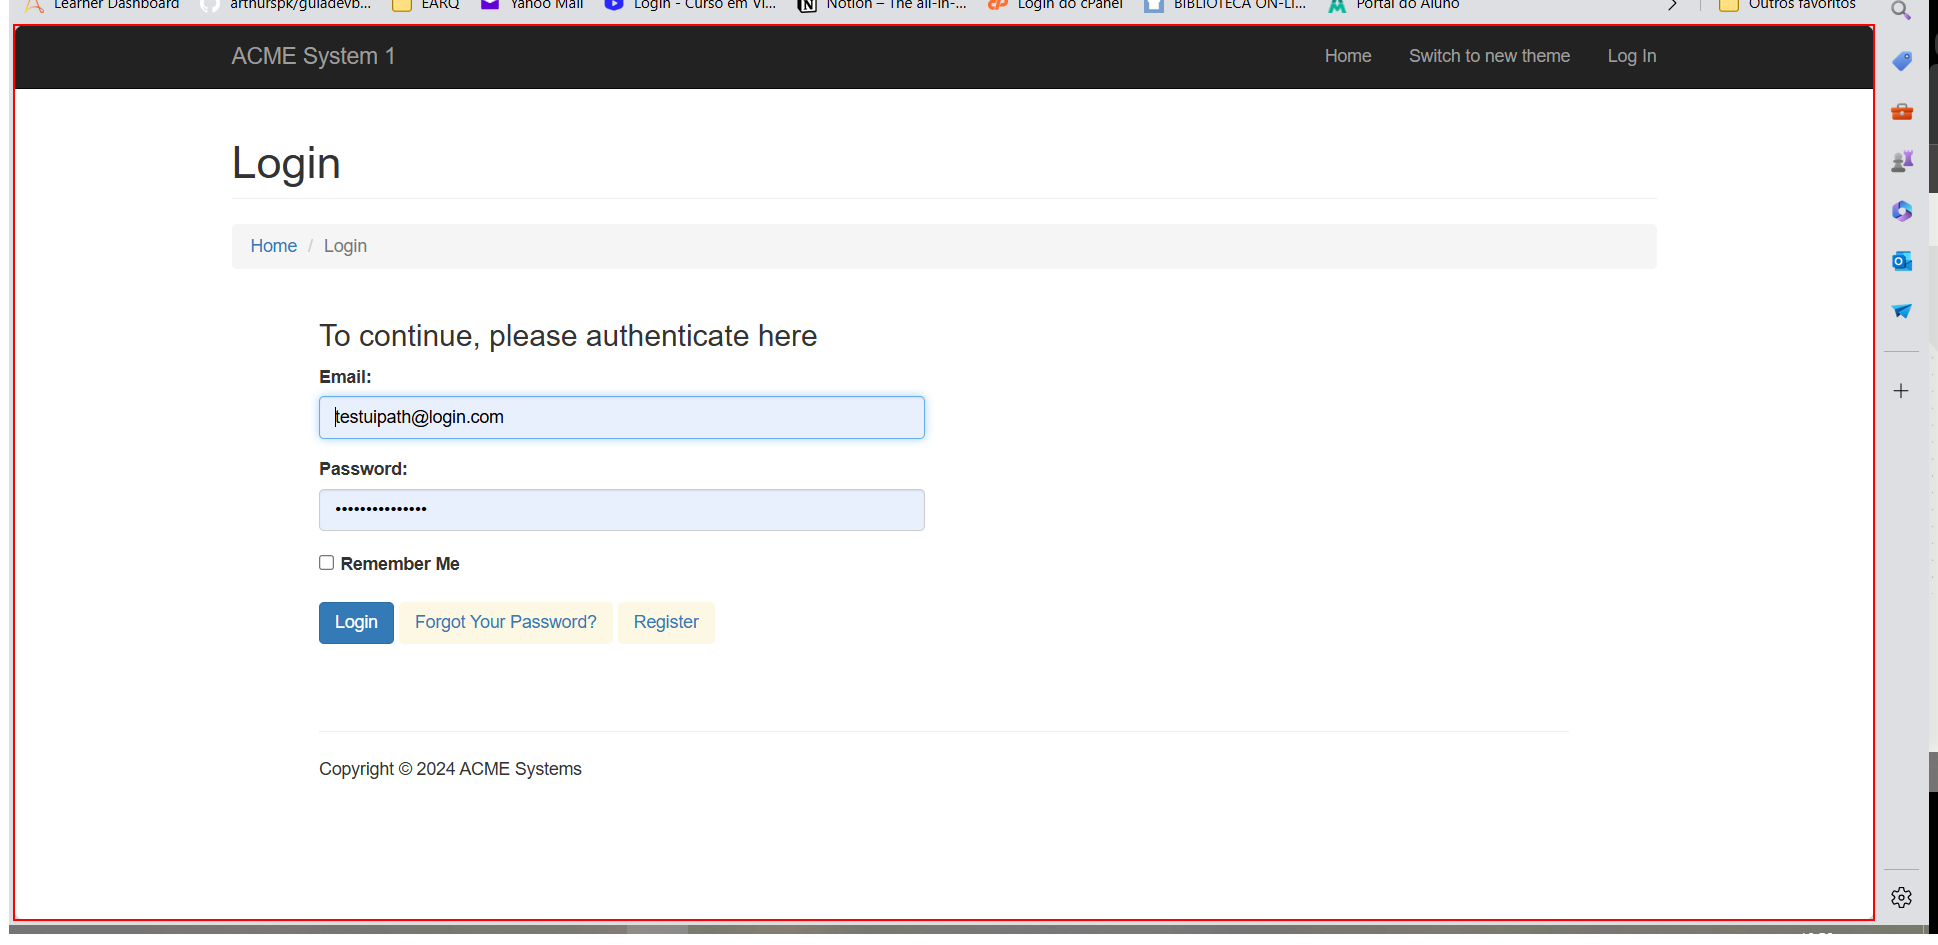 Learner Dashboard arthurspk/guiadevb... EARQ Yahoo Mail Login - Curso em Ví... Notion – The all-in-... Login do cPanel BIBLIOTECA ON-LI... Portal do Aluno Outros favoritos
ACME System 1 Home Switch to new theme Log In
Login
Home / Login
To continue, please authenticate here
Email:
testuipath@login.com
Password:
•••••••••••••••
Remember Me
Login Forgot Your Password? Register
Copyright © 2024 ACME Systems